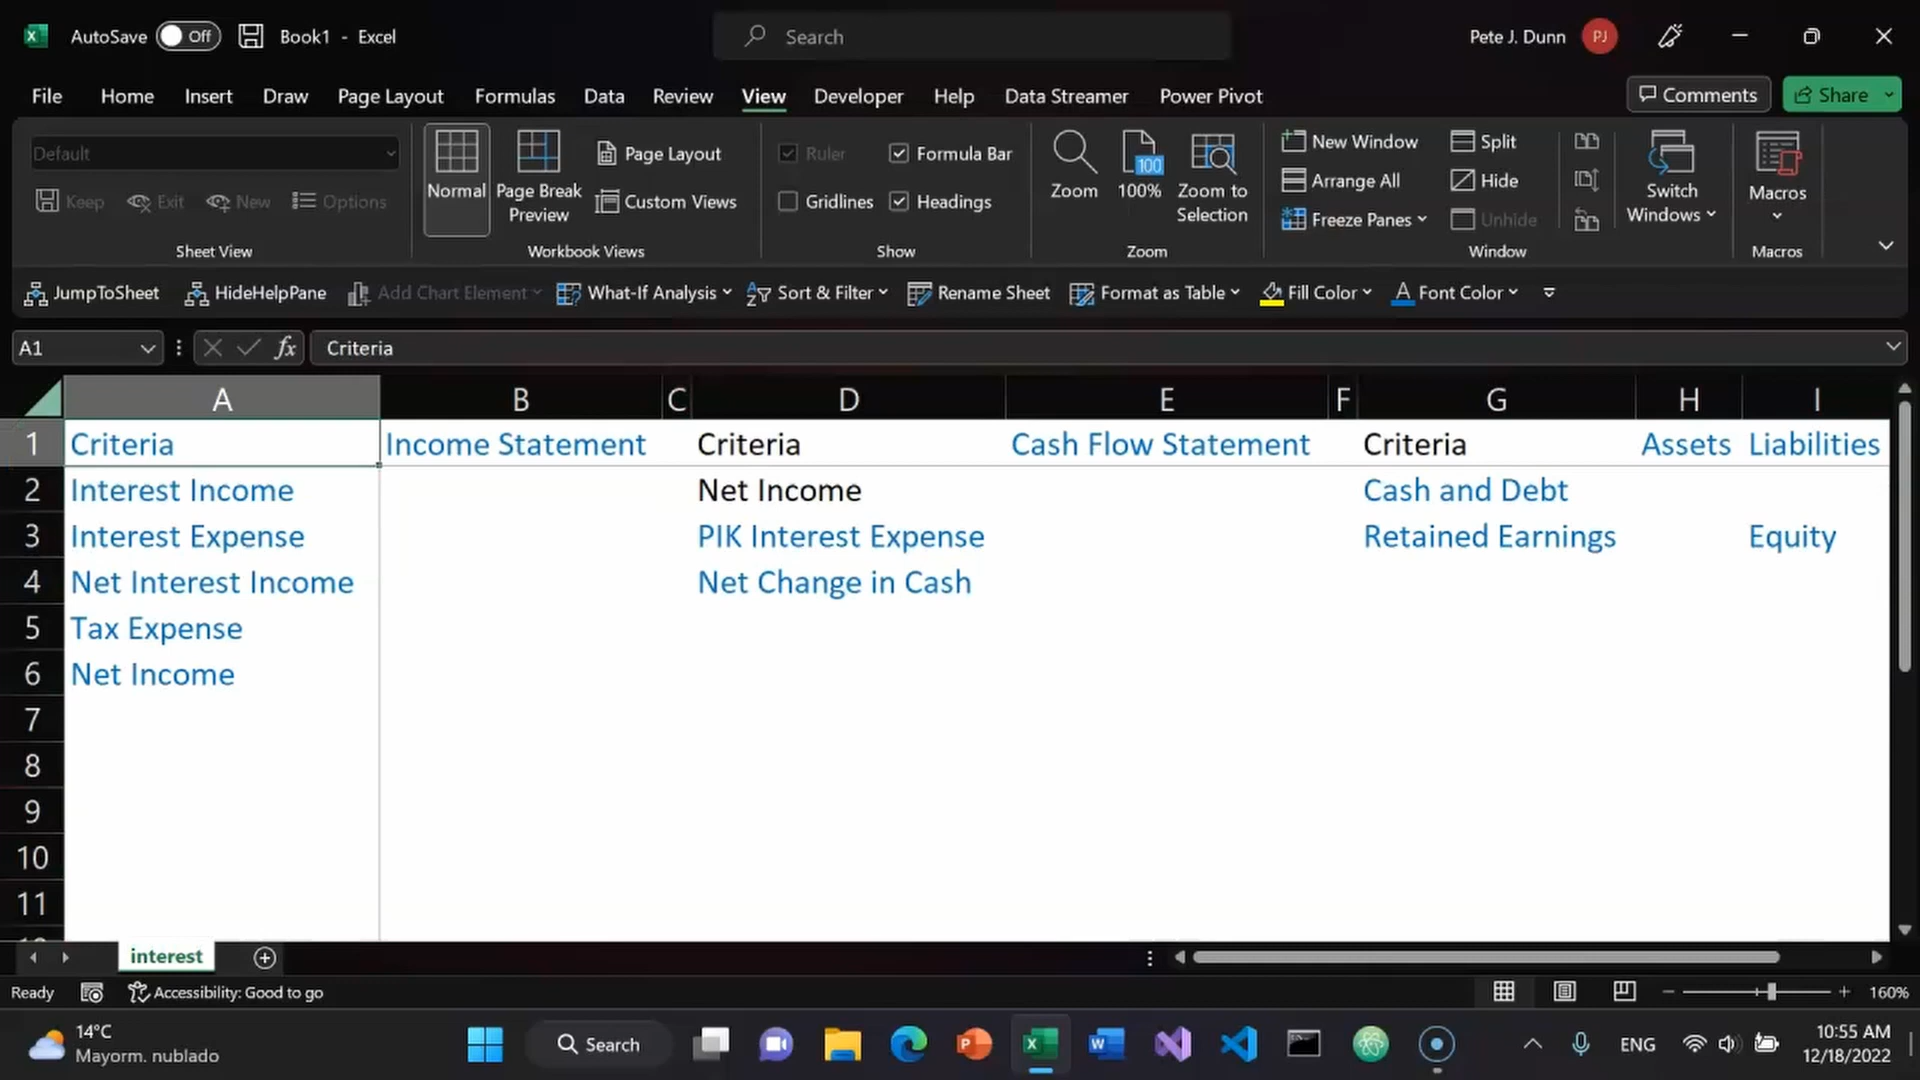 AutoSave Off Book1 - Excel Search Pete J. Dunn PJ
File Home Insert Draw Page Layout Formulas Data Review View Developer Help Data Streamer Power Pivot Comments Share
Default
Keep Exit New Options
Sheet View
Normal
Page Break
Preview
Page Layout
Custom Views
Workbook Views
Ruler Formula Bar
Gridlines Headings
Show
Zoom
100
100%
Zoom to
Selection
Zoom
New Window
Arrange All
Freeze Panes
Split
Hide
Unhide
Window
Switch
Windows
Macros
Macros
JumpToSheet HideHelpPane Add Chart Element What-If Analysis Sort & Filter Rename Sheet Format as Table Fill Color Font Color
A1 fx Criteria
A B C D E F G H I
1 Criteria Income Statement Criteria Cash Flow Statement Criteria Assets Liabilities
2 Interest Income Net Income Cash and Debt
3 Interest Expense PIK Interest Expense Retained Earnings Equity
4 Net Interest Income Net Change in Cash
5 Tax Expense
6 Net Income
7
8
9
10
11
interest
Ready Accessibility: Good to go 160%
14°C
Mayorm. nublado
Search
ENG
10:55 AM
12/18/2022